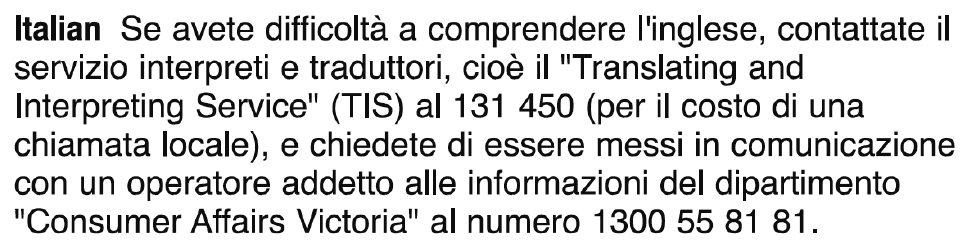 Italian Se avete difficoltà a comprendere l'inglese, contattate il
servizio interpreti e traduttori, cioè il "Translating and
Interpreting Service" (TIS) al 131 450 (per il costo di una
chiamata locale), e chiedete di essere messi in comunicazione
con un operatore addetto alle informazioni del dipartimento
"Consumer Affairs Victoria" al numero 1300 55 81 81.